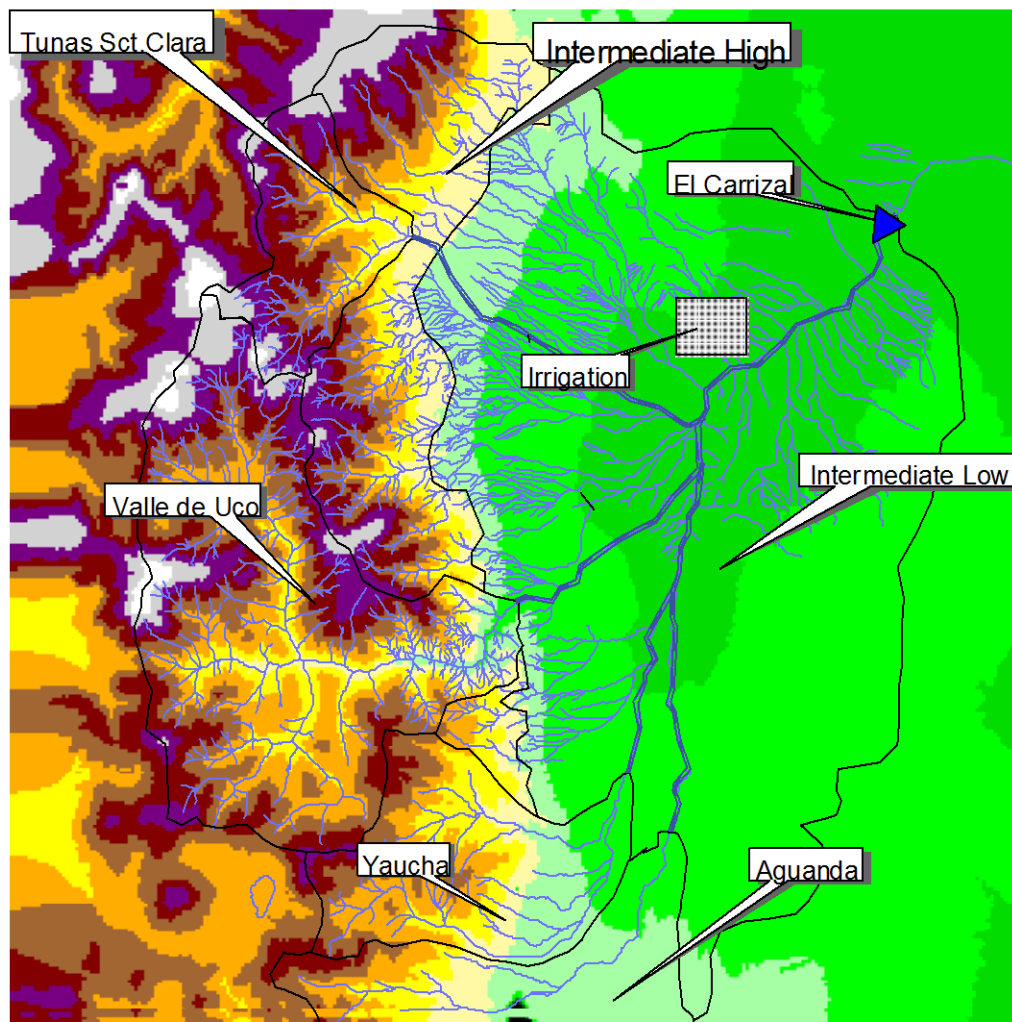 Tunas Sct.Clara
Intermediate High
El Carrizal
Irrigation
Intermediate Low
Valle de Uco
Yaucha
Aguanda